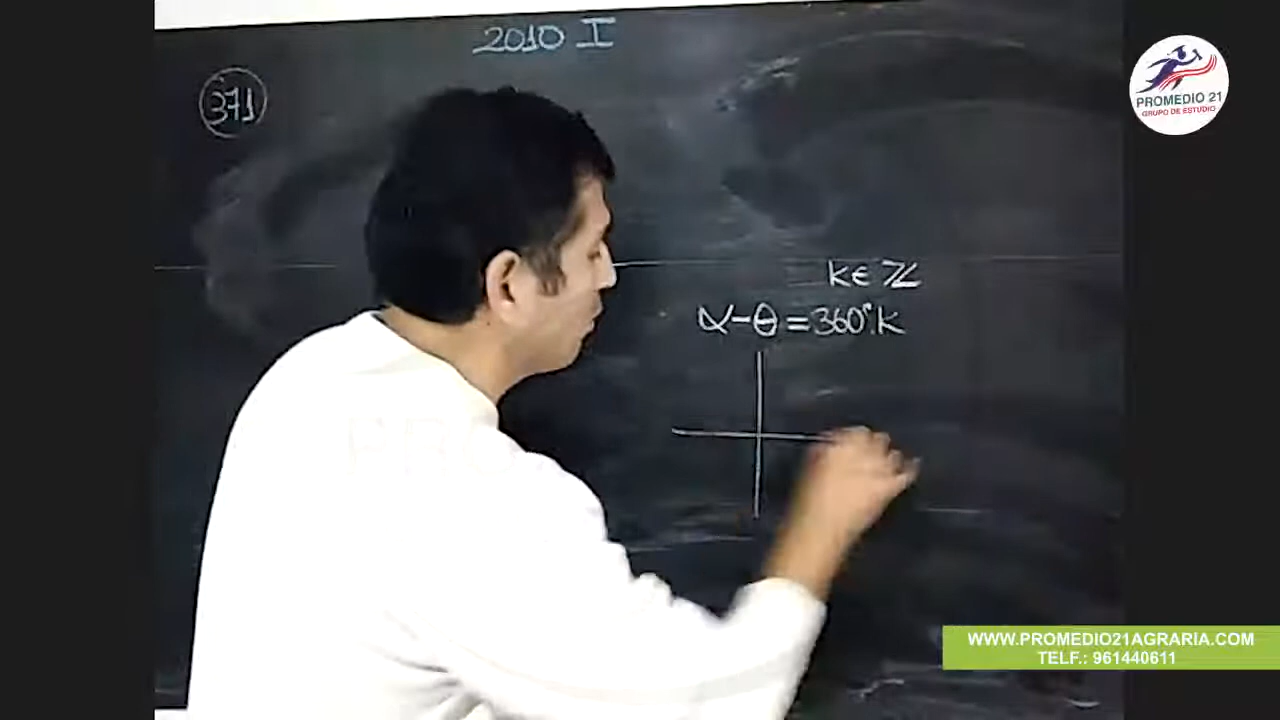 2010 I
371
PROMEDIO 21
GRUPO DE ESTUDIO
K∈ℤ
α-θ=360°.K
WWW.PROMEDIO21AGRARIA.COM
TELF.: 961440611